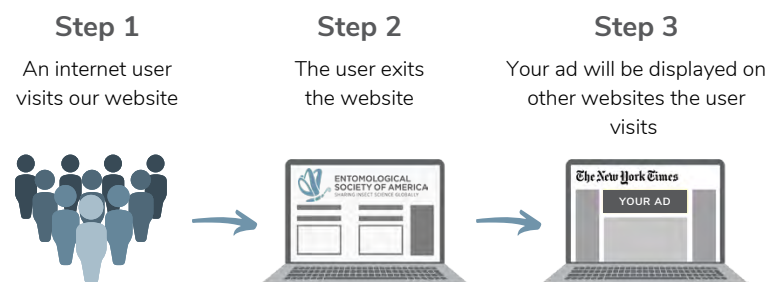 Step 1
An internet user
visits our website
Step 2
The user exits
the website
Step 3
Your ad will be displayed on
other websites the user
visits
ENTOMOLOGICAL
SOCIETY OF AMERICA
SHARING INSECT SCIENCE GLOBALLY
The New York Times
YOUR AD